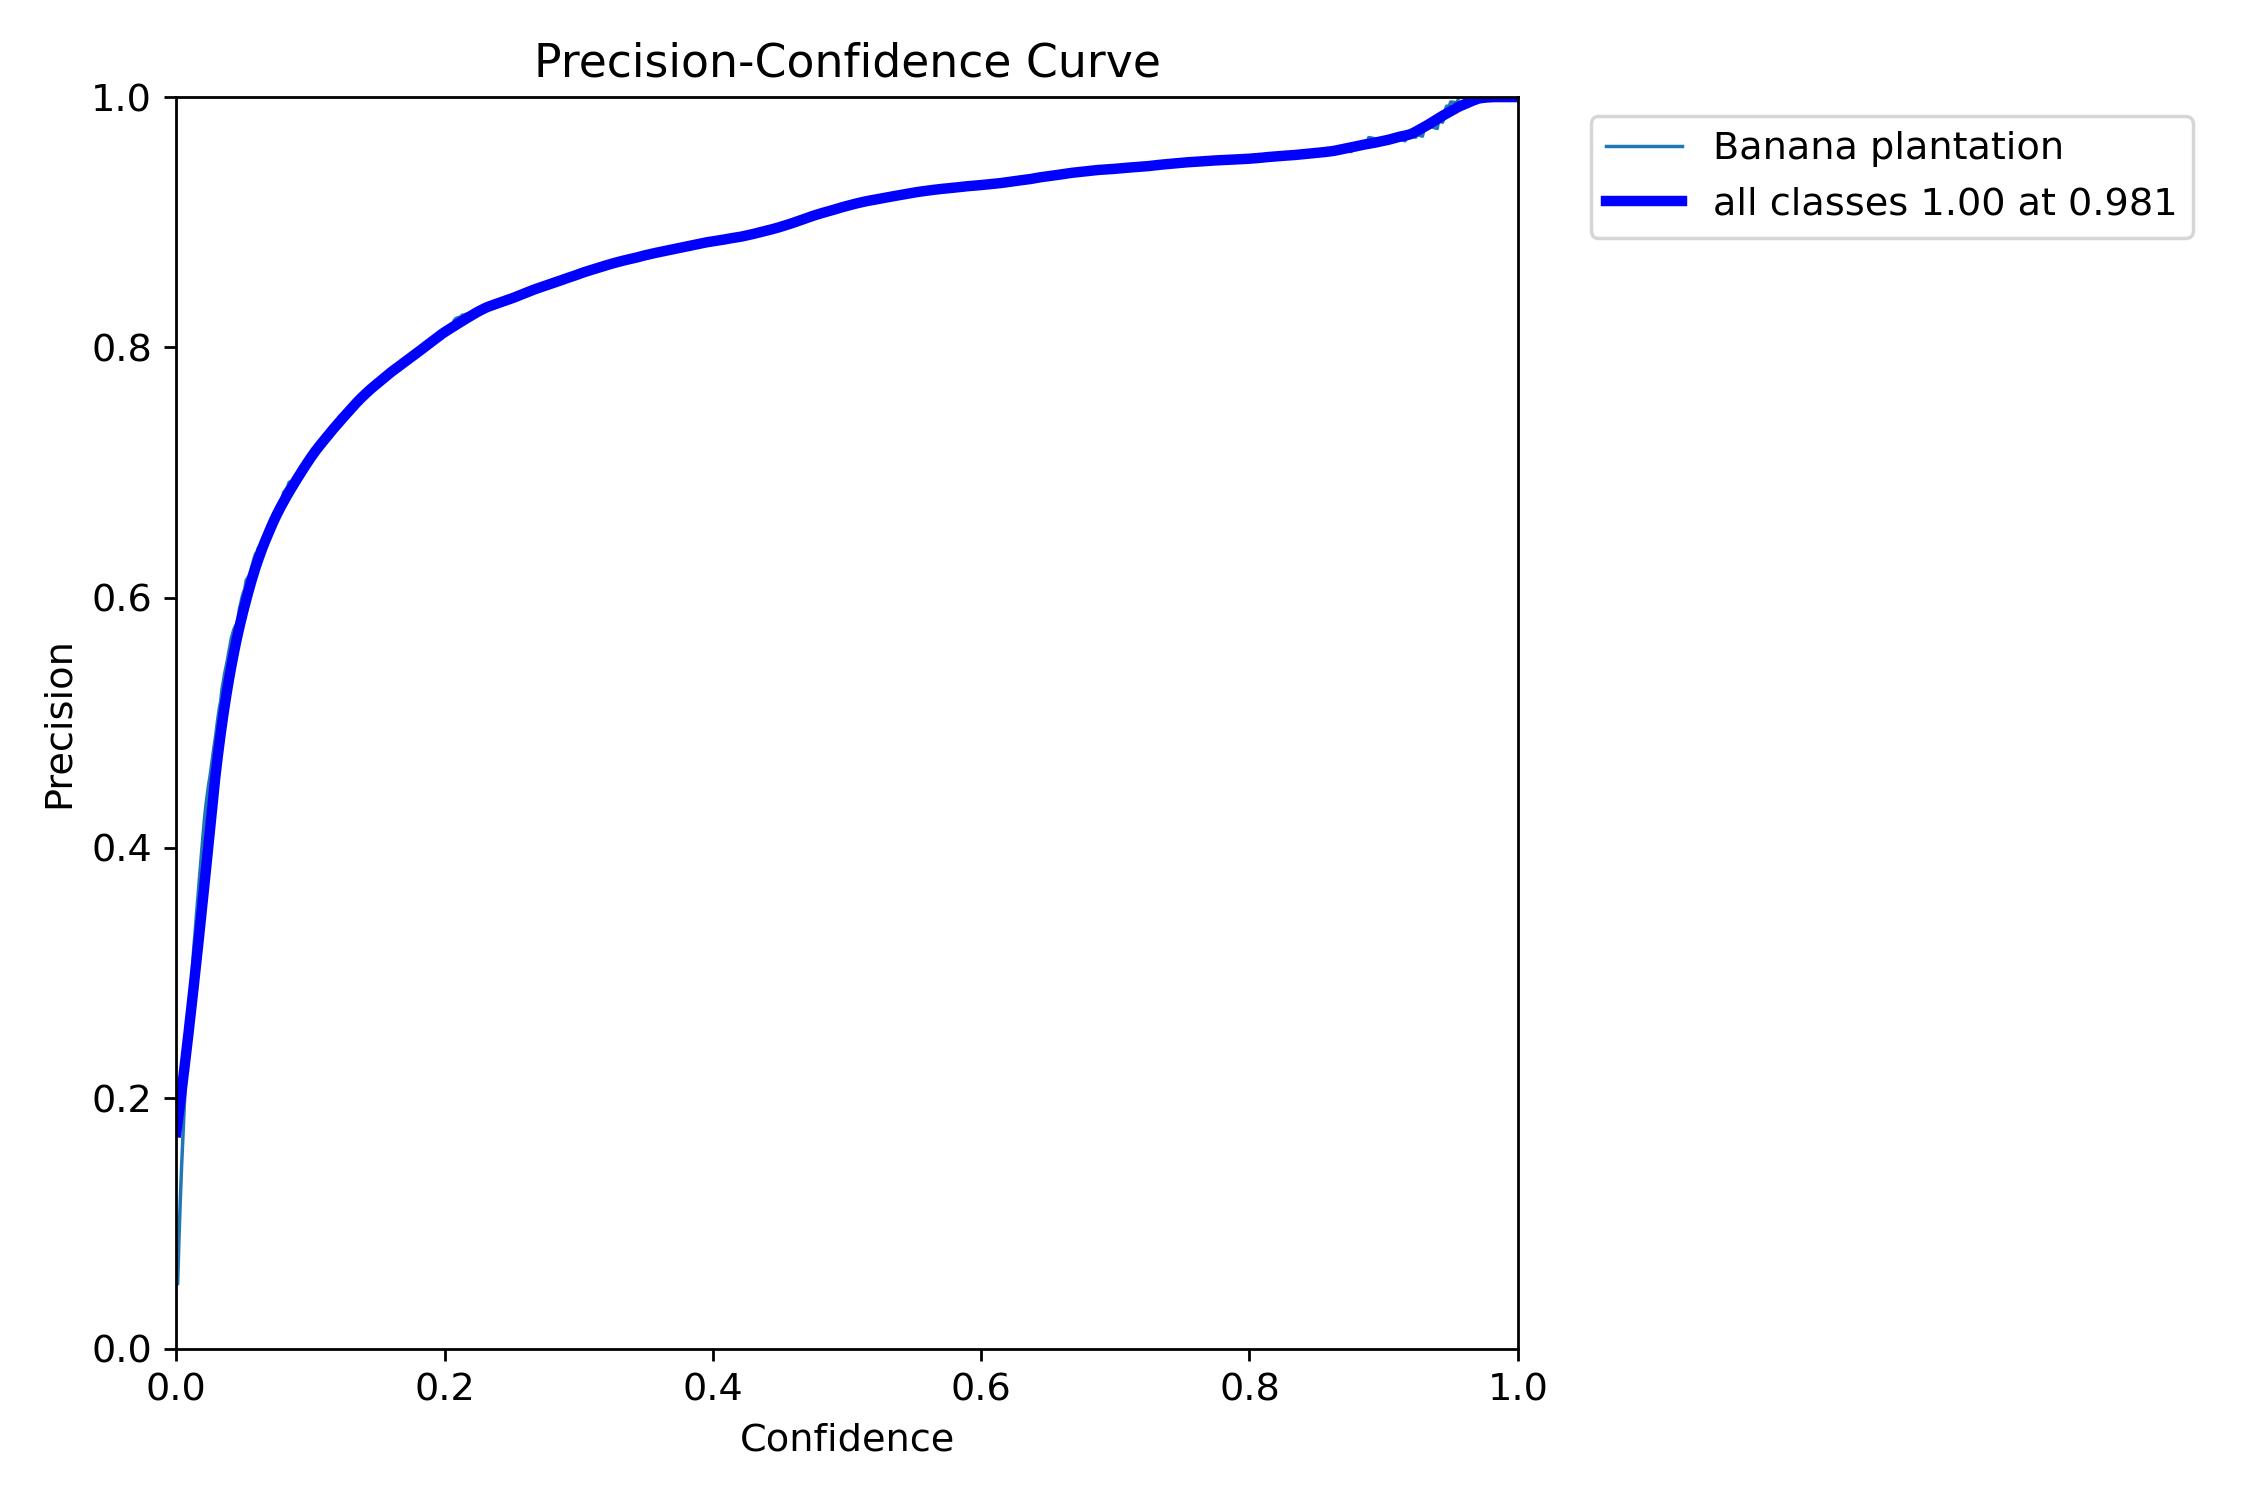 Precision-Confidence Curve
1.0
0.8
0.6
0.4
0.2
0.0
Precision
0.0 0.2 0.4 0.6 0.8 1.0
Confidence
Banana plantation
all classes 1.00 at 0.981